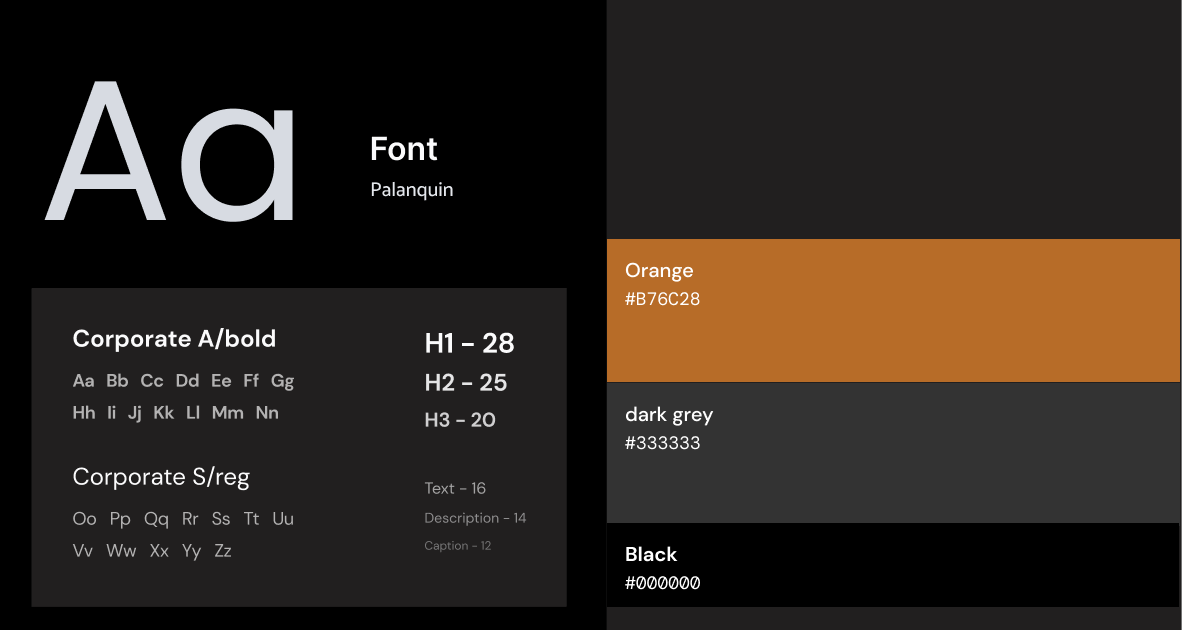 Aa
Font
Palanquin
Corporate A/bold
Aa Bb Cc Dd Ee Ff Gg
Hh Ii Jj Kk Ll Mm Nn
Corporate S/reg
Oo Pp Qq Rr Ss Tt Uu
Vv Ww Xx Yy Zz
H1 - 28
H2 - 25
H3 - 20
Text - 16
Description - 14
Caption - 12
Orange
#B76C28
dark grey
#333333
Black
#000000